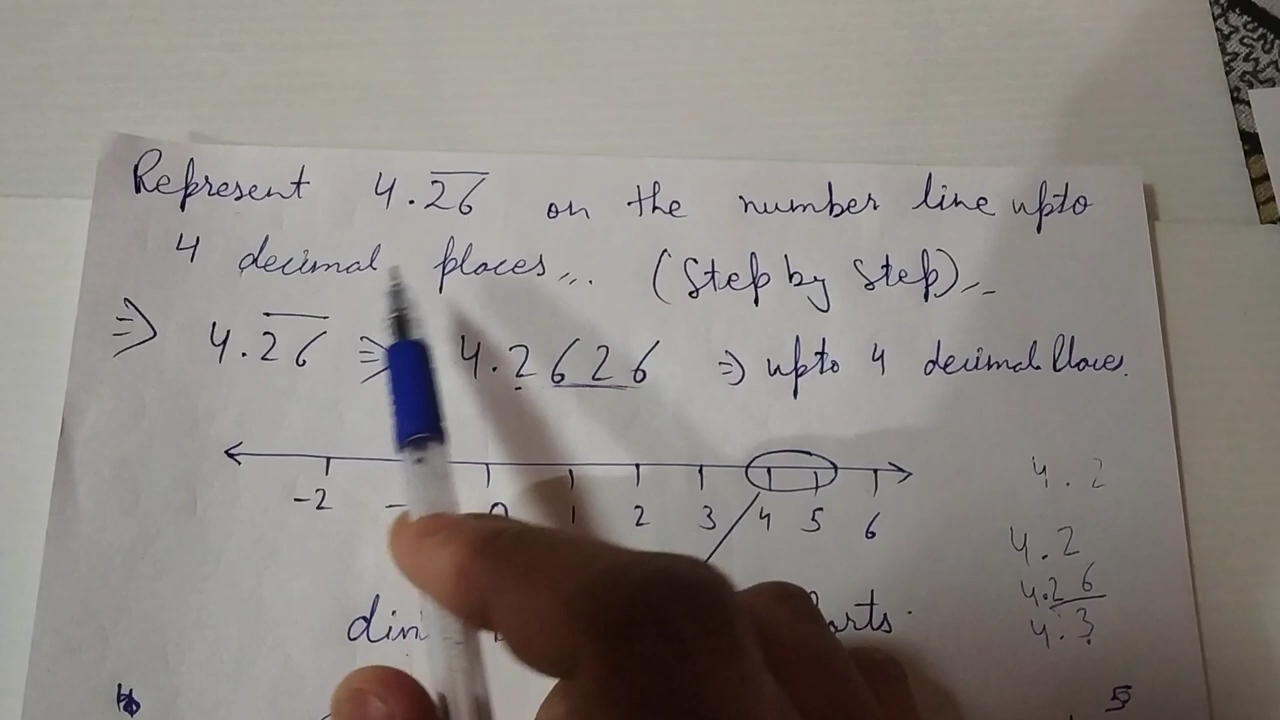 Represent 4.2̅6̅ on the number line upto
4 decimal places,,. (Step by Step),--
⇒ 4.2̅6̅ ⇒ 4.2626 ⇒ upto 4 decimal Places.
4.2
-2 0 1 2 3 4 5 6
4.2
4.26
4.3
5